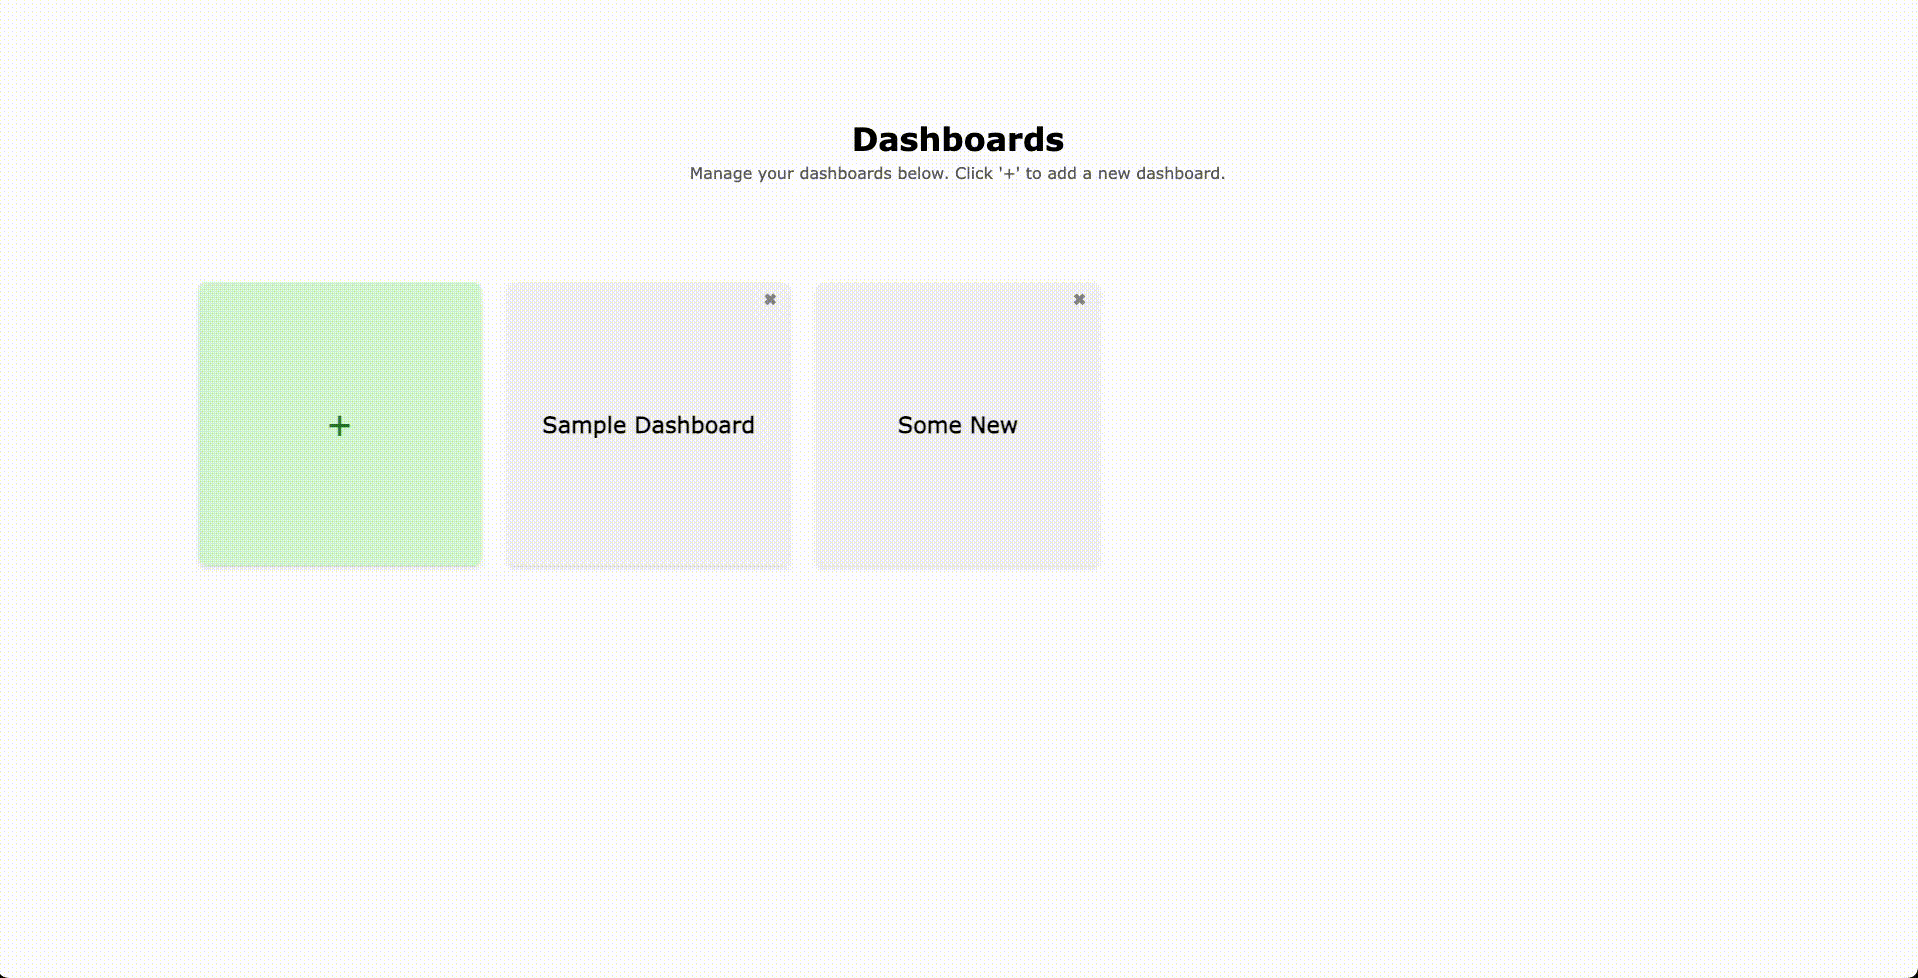 Dashboards
Manage your dashboards below. Click '+' to add a new dashboard.
+
✖
Sample Dashboard
✖
Some New